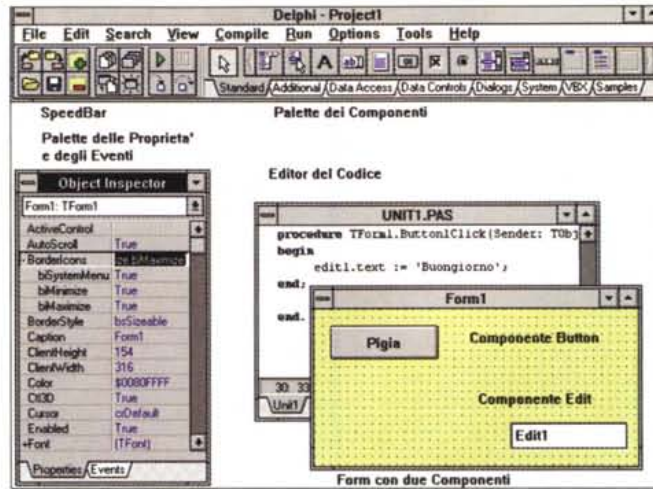 Delphi - Project1
File Edit Search View Compile Run Options Tools Help
Standard Additional Data Access Data Controls Dialogs System VBX Samples
SpeedBar
Palette dei Componenti
Palette delle Proprieta'
e degli Eventi
Editor del Codice
Object Inspector
Form1: TForm1
ActiveControl
AutoScroll True
-BorderIcons
biSystemMenu True
biMinimize True
biMaximize True
BorderStyle bsSizeable
Caption Form1
ClientHeight 154
ClientWidth 316
Color $0080FFFF
Ctl3D True
Cursor crDefault
Enabled True
+Font (TFont)
Properties Events
UNIT1.PAS
procedure TForm1.Button1Click(Sender: TObj
begin
edit1.text := 'Buongiorno';
end;
end.
30: 33
Unit1
Form1
Pigia
Componente Button
Componente Edit
Edit1
Form con due Componenti